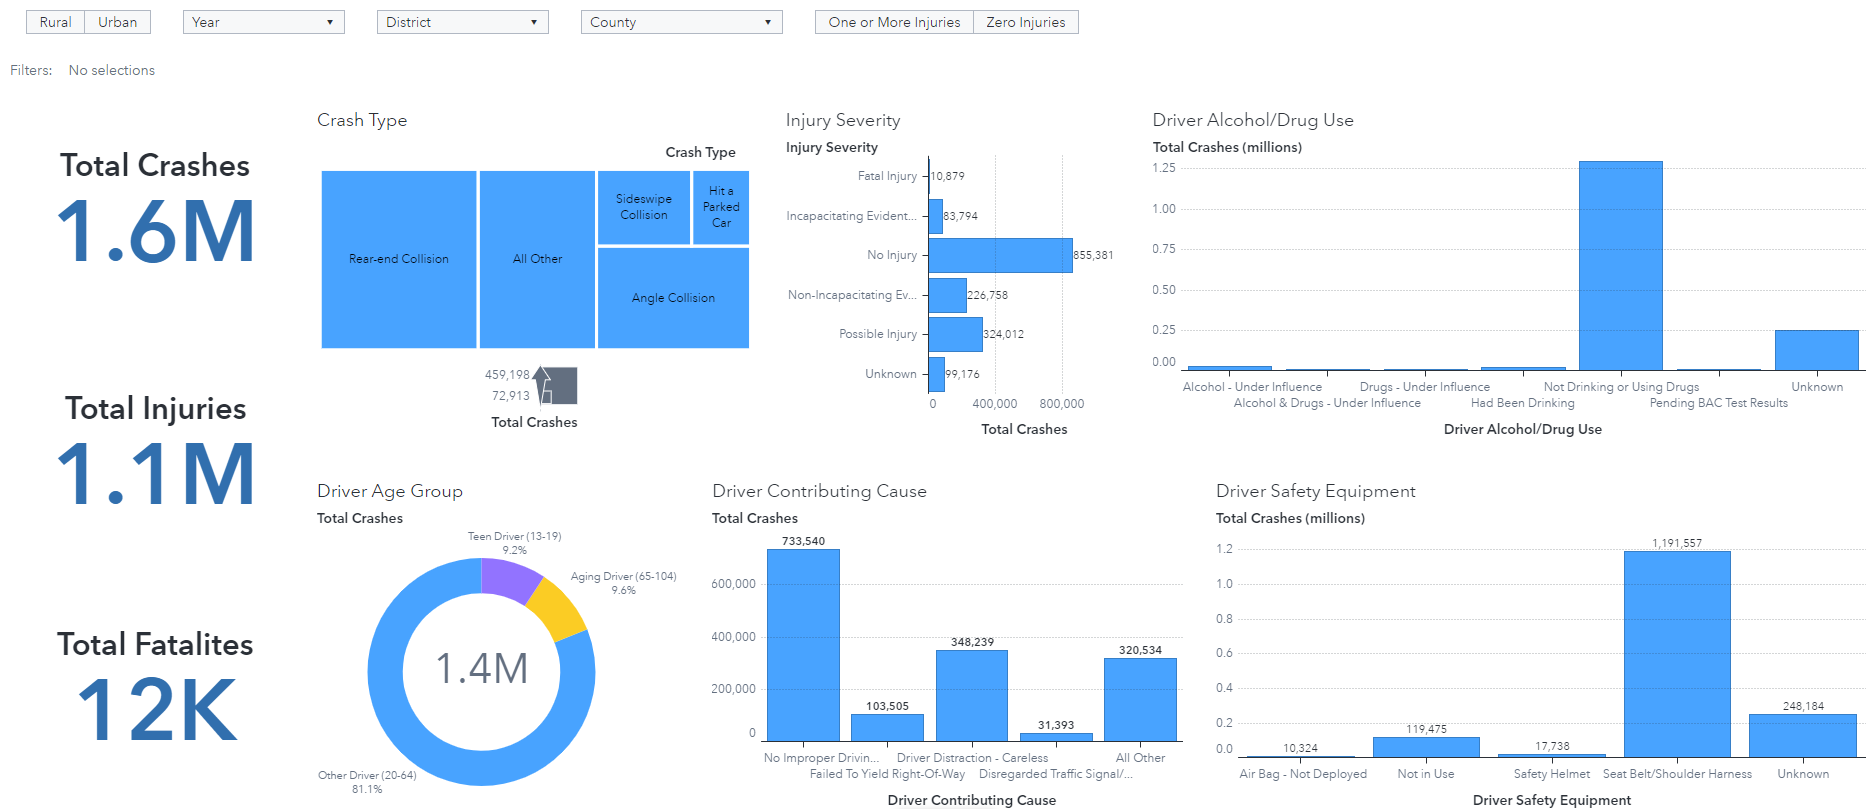 Rural
Urban
Year
District
County
One or More Injuries
Zero Injuries
Filters: No selections
Total Crashes
1.6M
Total Injuries
1.1M
Total Fatalites
12K
Crash Type
Crash Type
Rear-end Collision
All Other
Sideswipe
Collision
Hit a
Parked
Car
Angle Collision
459,198
72,913
Total Crashes
Injury Severity
Injury Severity
Fatal Injury
10,879
Incapacitating Evident...
83,794
No Injury
855,381
Non-Incapacitating Ev...
226,758
Possible Injury
324,012
Unknown
99,176
0
400,000
800,000
Total Crashes
Driver Alcohol/Drug Use
Total Crashes (millions)
1.25
1.00
0.75
0.50
0.25
0.00
Alcohol - Under Influence
Alcohol & Drugs - Under Influence
Drugs - Under Influence
Had Been Drinking
Not Drinking or Using Drugs
Pending BAC Test Results
Unknown
Driver Alcohol/Drug Use
Driver Age Group
Total Crashes
Teen Driver (13-19)
9.2%
Aging Driver (65-104)
9.6%
1.4M
Other Driver (20-64)
81.1%
Driver Contributing Cause
Total Crashes
600,000
400,000
200,000
0
733,540
103,505
348,239
31,393
320,534
No Improper Drivin...
Failed To Yield Right-Of-Way
Driver Distraction - Careless
Disregarded Traffic Signal/...
All Other
Driver Contributing Cause
Driver Safety Equipment
Total Crashes (millions)
1.2
1.0
0.8
0.6
0.4
0.2
0.0
10,324
119,475
17,738
1,191,557
248,184
Air Bag - Not Deployed
Not in Use
Safety Helmet
Seat Belt/Shoulder Harness
Unknown
Driver Safety Equipment